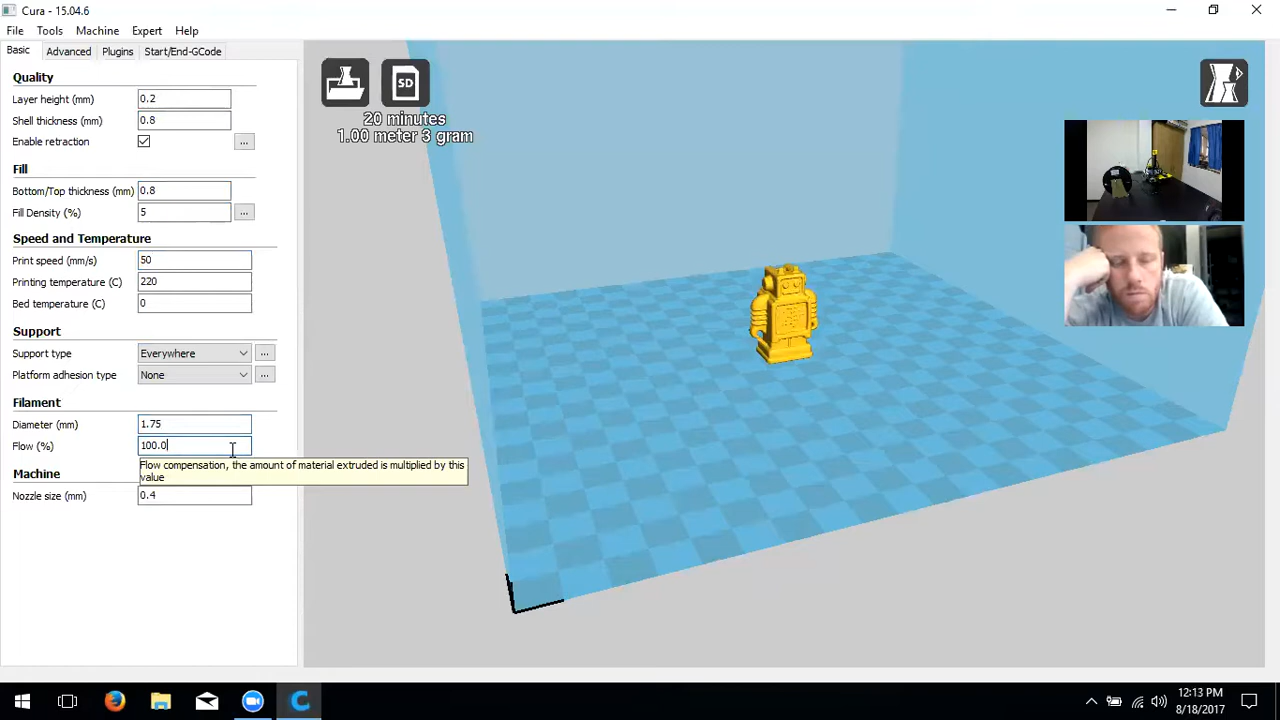 Cura - 15.04.6
File Tools Machine Expert Help
Basic Advanced Plugins Start/End-GCode
Quality
Layer height (mm) 0.2
Shell thickness (mm) 0.8
Enable retraction ...
Fill
Bottom/Top thickness (mm) 0.8
Fill Density (%) 5 ...
Speed and Temperature
Print speed (mm/s) 50
Printing temperature (C) 220
Bed temperature (C) 0
Support
Support type Everywhere ...
Platform adhesion type None ...
Filament
Diameter (mm) 1.75
Flow (%) 100.0
Flow compensation, the amount of material extruded is multiplied by this
value
Machine
Nozzle size (mm) 0.4
SD
20 minutes
1.00 meter 3 gram
12:13 PM
8/18/2017